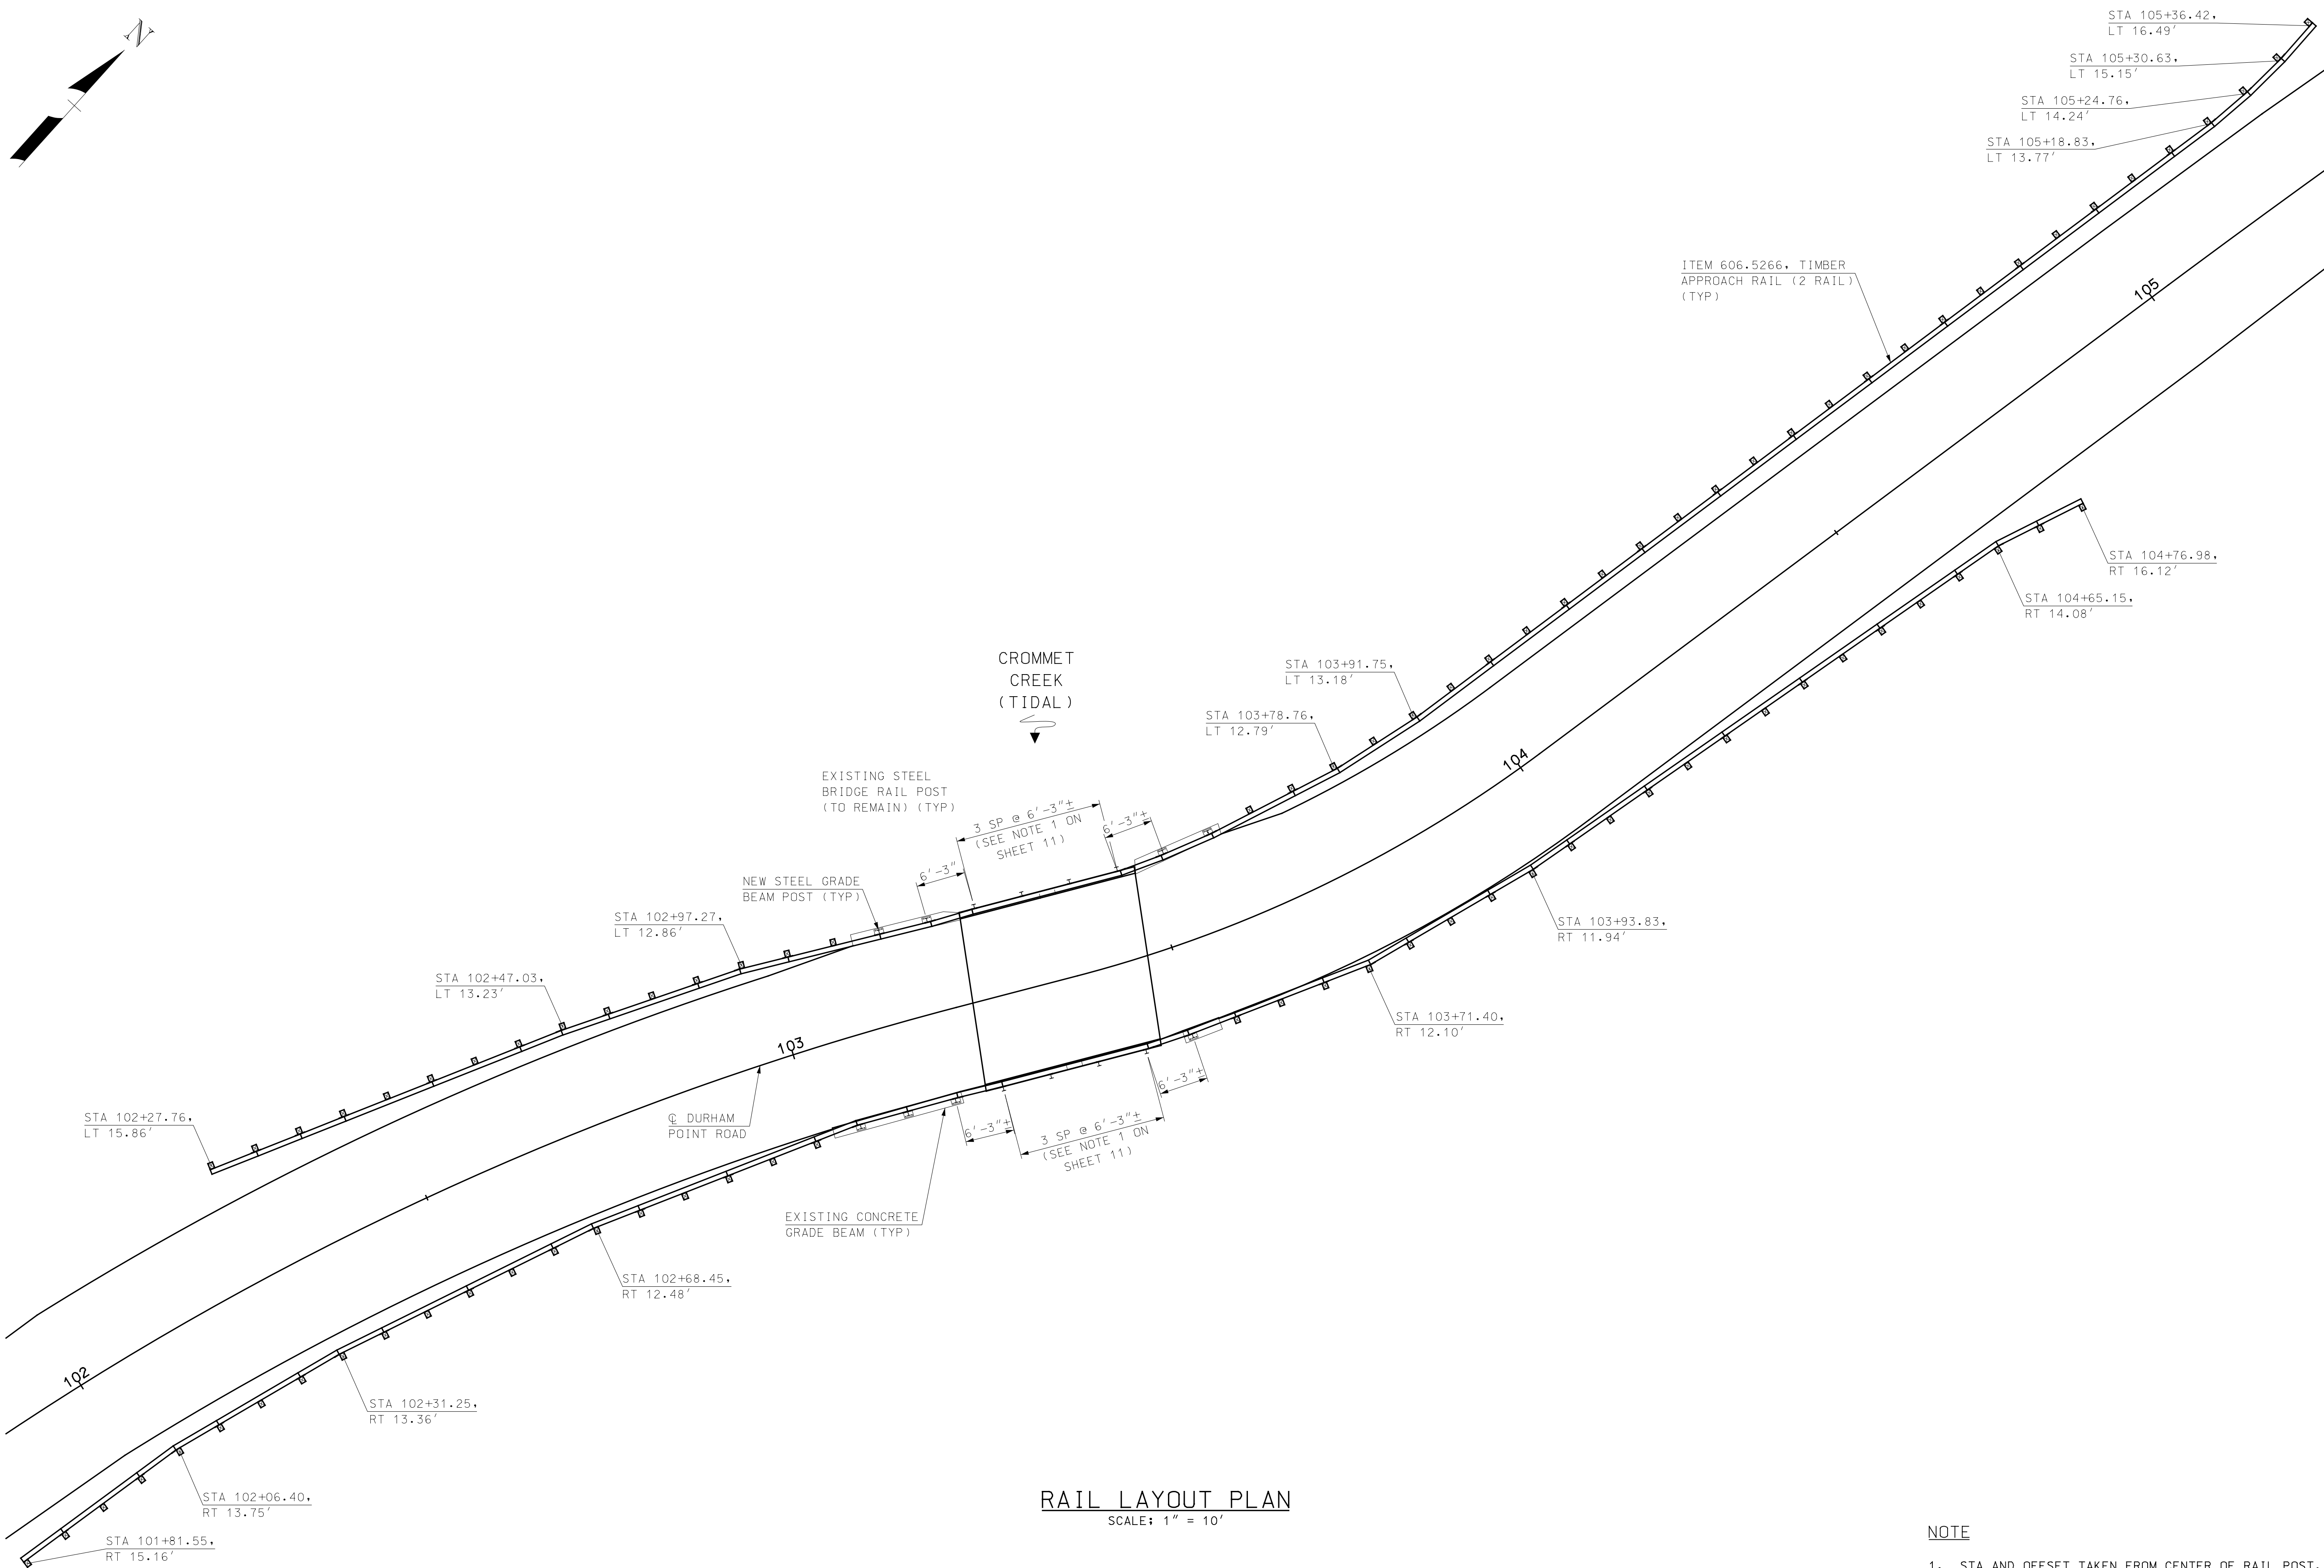 N
STA 105+36.42,
LT 16.49'
STA 105+30.63,
LT 15.15'
STA 105+24.76,
LT 14.24'
STA 105+18.83,
LT 13.77'
ITEM 606.5266, TIMBER
APPROACH RAIL (2 RAIL)
(TYP)
105
STA 104+76.98,
RT 16.12'
STA 104+65.15,
RT 14.08'
CROMMET
CREEK
(TIDAL)
STA 103+91.75,
LT 13.18'
STA 103+78.76,
LT 12.79'
104
EXISTING STEEL
BRIDGE RAIL POST
(TO REMAIN) (TYP)
3 SP @ 6'-3"±
(SEE NOTE 1 ON
SHEET 11)
6'-3"±
6'-3"
NEW STEEL GRADE
BEAM POST (TYP)
STA 102+97.27,
LT 12.86'
STA 103+93.83,
RT 11.94'
STA 102+47.03,
LT 13.23'
STA 103+71.40,
RT 12.10'
103
6'-3"±
STA 102+27.76,
LT 15.86'
℄ DURHAM
POINT ROAD
6'-3"±
3 SP @ 6'-3"±
(SEE NOTE 1 ON
SHEET 11)
EXISTING CONCRETE
GRADE BEAM (TYP)
STA 102+68.45,
RT 12.48'
102
STA 102+31.25,
RT 13.36'
STA 102+06.40,
RT 13.75'
STA 101+81.55,
RT 15.16'
RAIL LAYOUT PLAN
SCALE: 1" = 10'
NOTE
1. STA AND OFFSET TAKEN FROM CENTER OF RAIL POST.